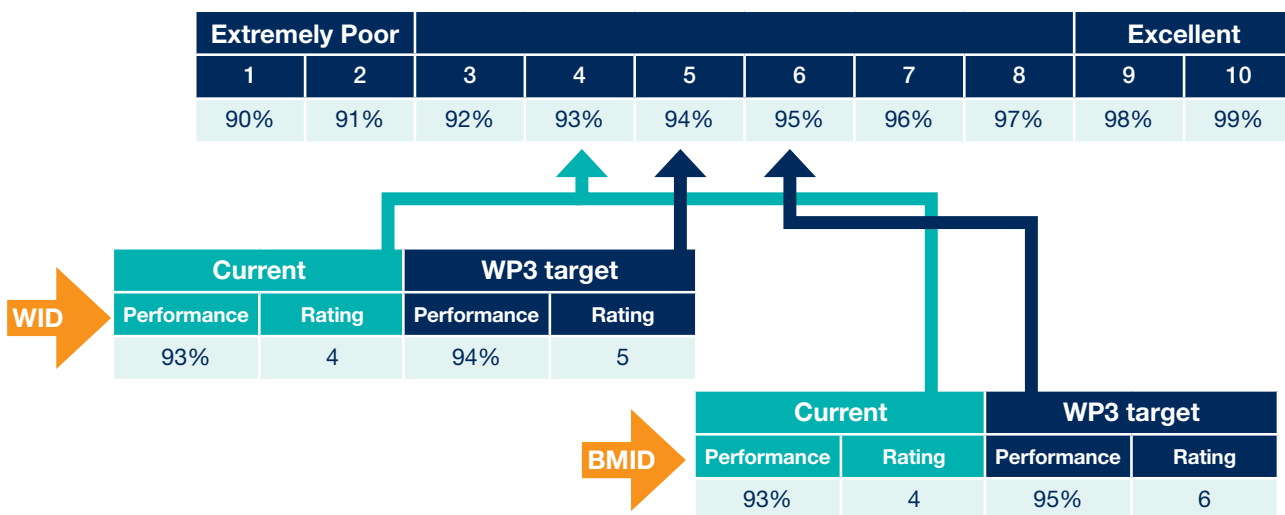 Extremely Poor Excellent
1 2 3 4 5 6 7 8 9 10
90% 91% 92% 93% 94% 95% 96% 97% 98% 99%
WID
Current WP3 target
Performance Rating Performance Rating
93% 4 94% 5
BMID
Current WP3 target
Performance Rating Performance Rating
93% 4 95% 6